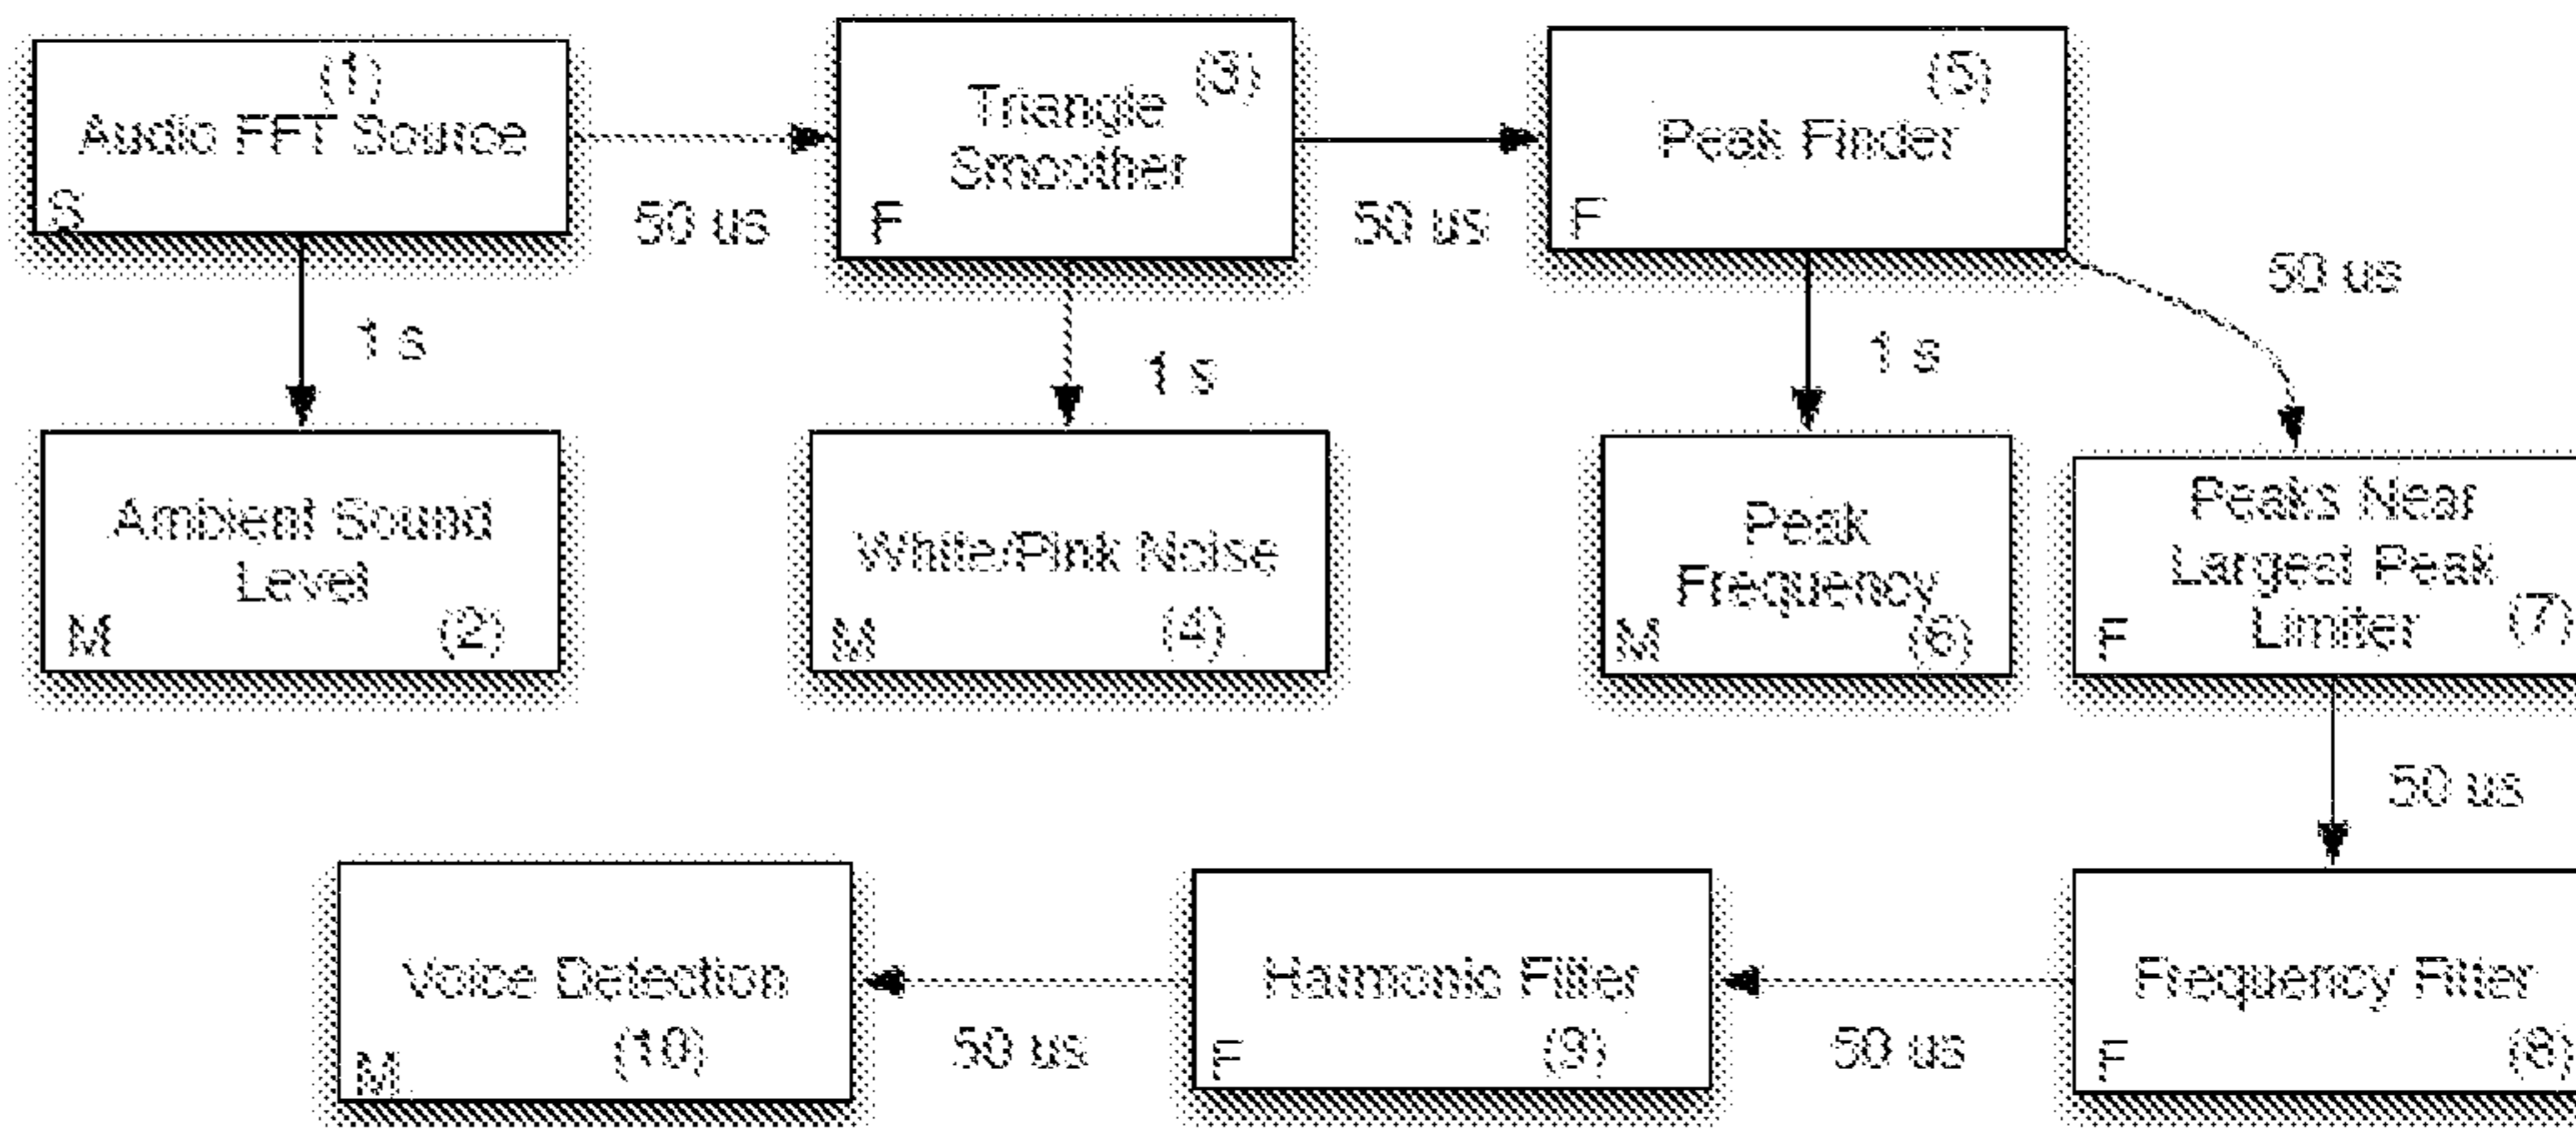 (1)
Audio FFT Source
S
50 us
1 s
Triangle
Smoother
(3)
F
50 us
1 s
Peak Finder
(5)
F
1 s
50 us
Ambient Sound
Level
M
(2)
White/Pink Noise
M
(4)
Peak
Frequency
M
(6)
Peaks Near
Largest Peak
Limiter
F
(7)
50 us
Voice Detection
(10)
M
50 us
Harmonic Filter
F
(9)
50 us
Frequency Filter
F
(8)